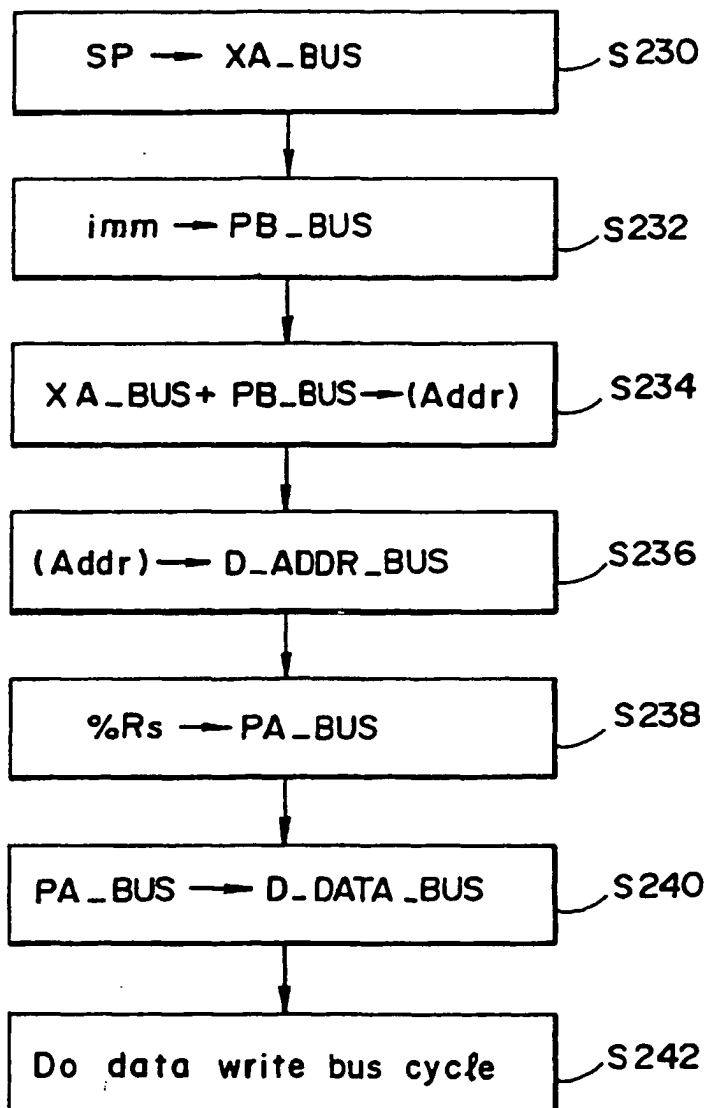 SP → XA_BUS S230
imm → PB_BUS S232
XA_BUS + PB_BUS → (Addr) S234
(Addr) → D_ADDR_BUS S236
%Rs → PA_BUS S238
PA_BUS → D_DATA_BUS S240
Do data write bus cycle S242